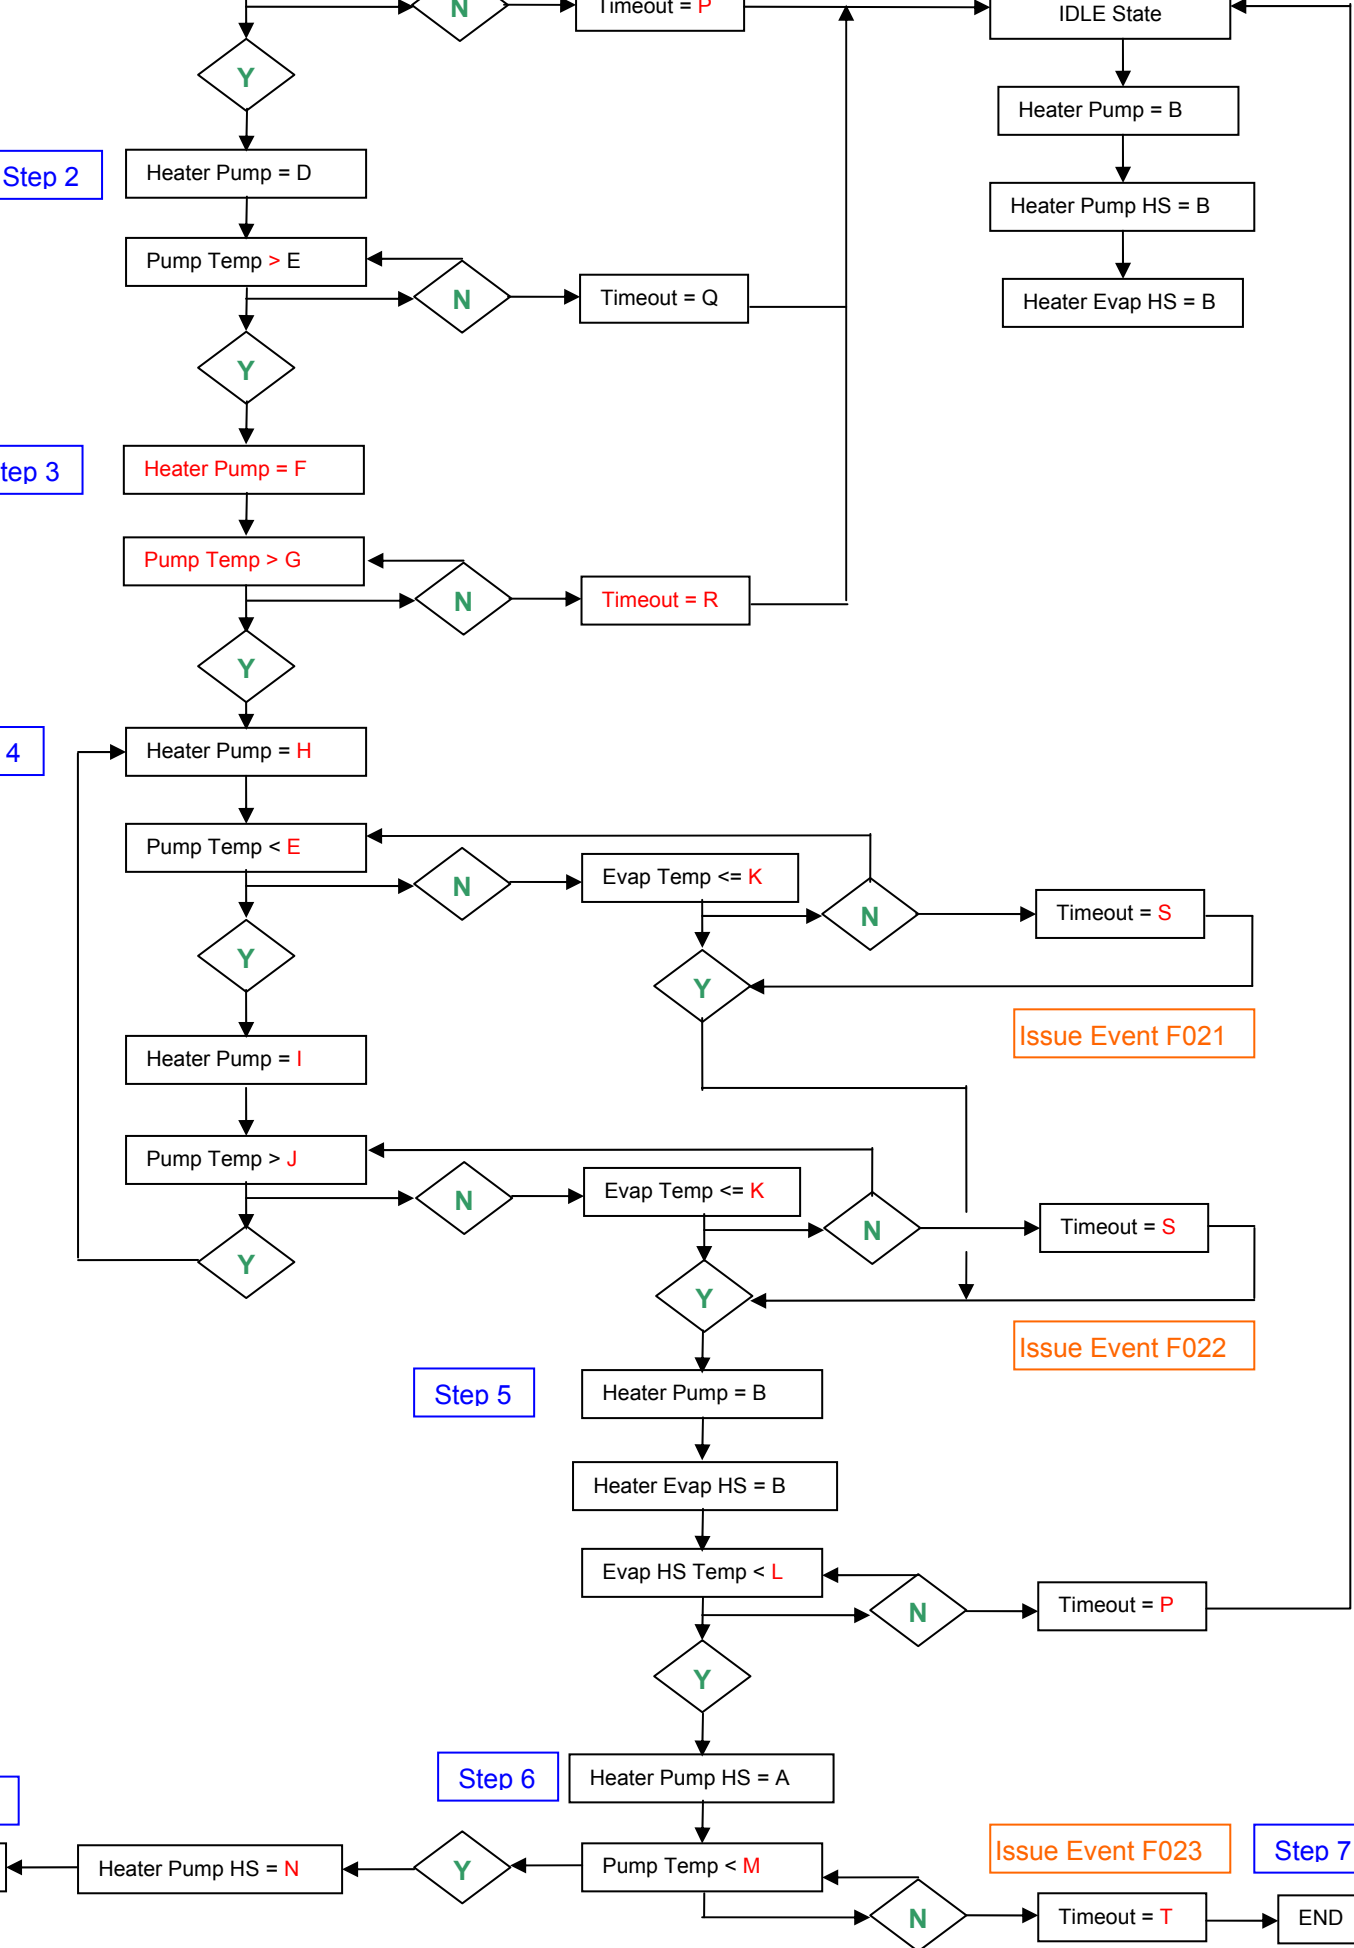 N
Timeout = P
IDLE State
Y
Heater Pump = B
Step 2
Heater Pump = D
Heater Pump HS = B
Pump Temp > E
N
Timeout = Q
Heater Evap HS = B
Y
tep 3
Heater Pump = F
Pump Temp > G
N
Timeout = R
Y
4
Heater Pump = H
Pump Temp < E
N
Evap Temp <= K
N
Timeout = S
Y
Y
Issue Event F021
Heater Pump = I
Pump Temp > J
N
Evap Temp <= K
N
Timeout = S
Y
Y
Issue Event F022
Step 5
Heater Pump = B
Heater Evap HS = B
Evap HS Temp < L
N
Timeout = P
Y
Step 6
Heater Pump HS = A
Issue Event F023
Step 7
Heater Pump HS = N
Y
Pump Temp < M
N
Timeout = T
END